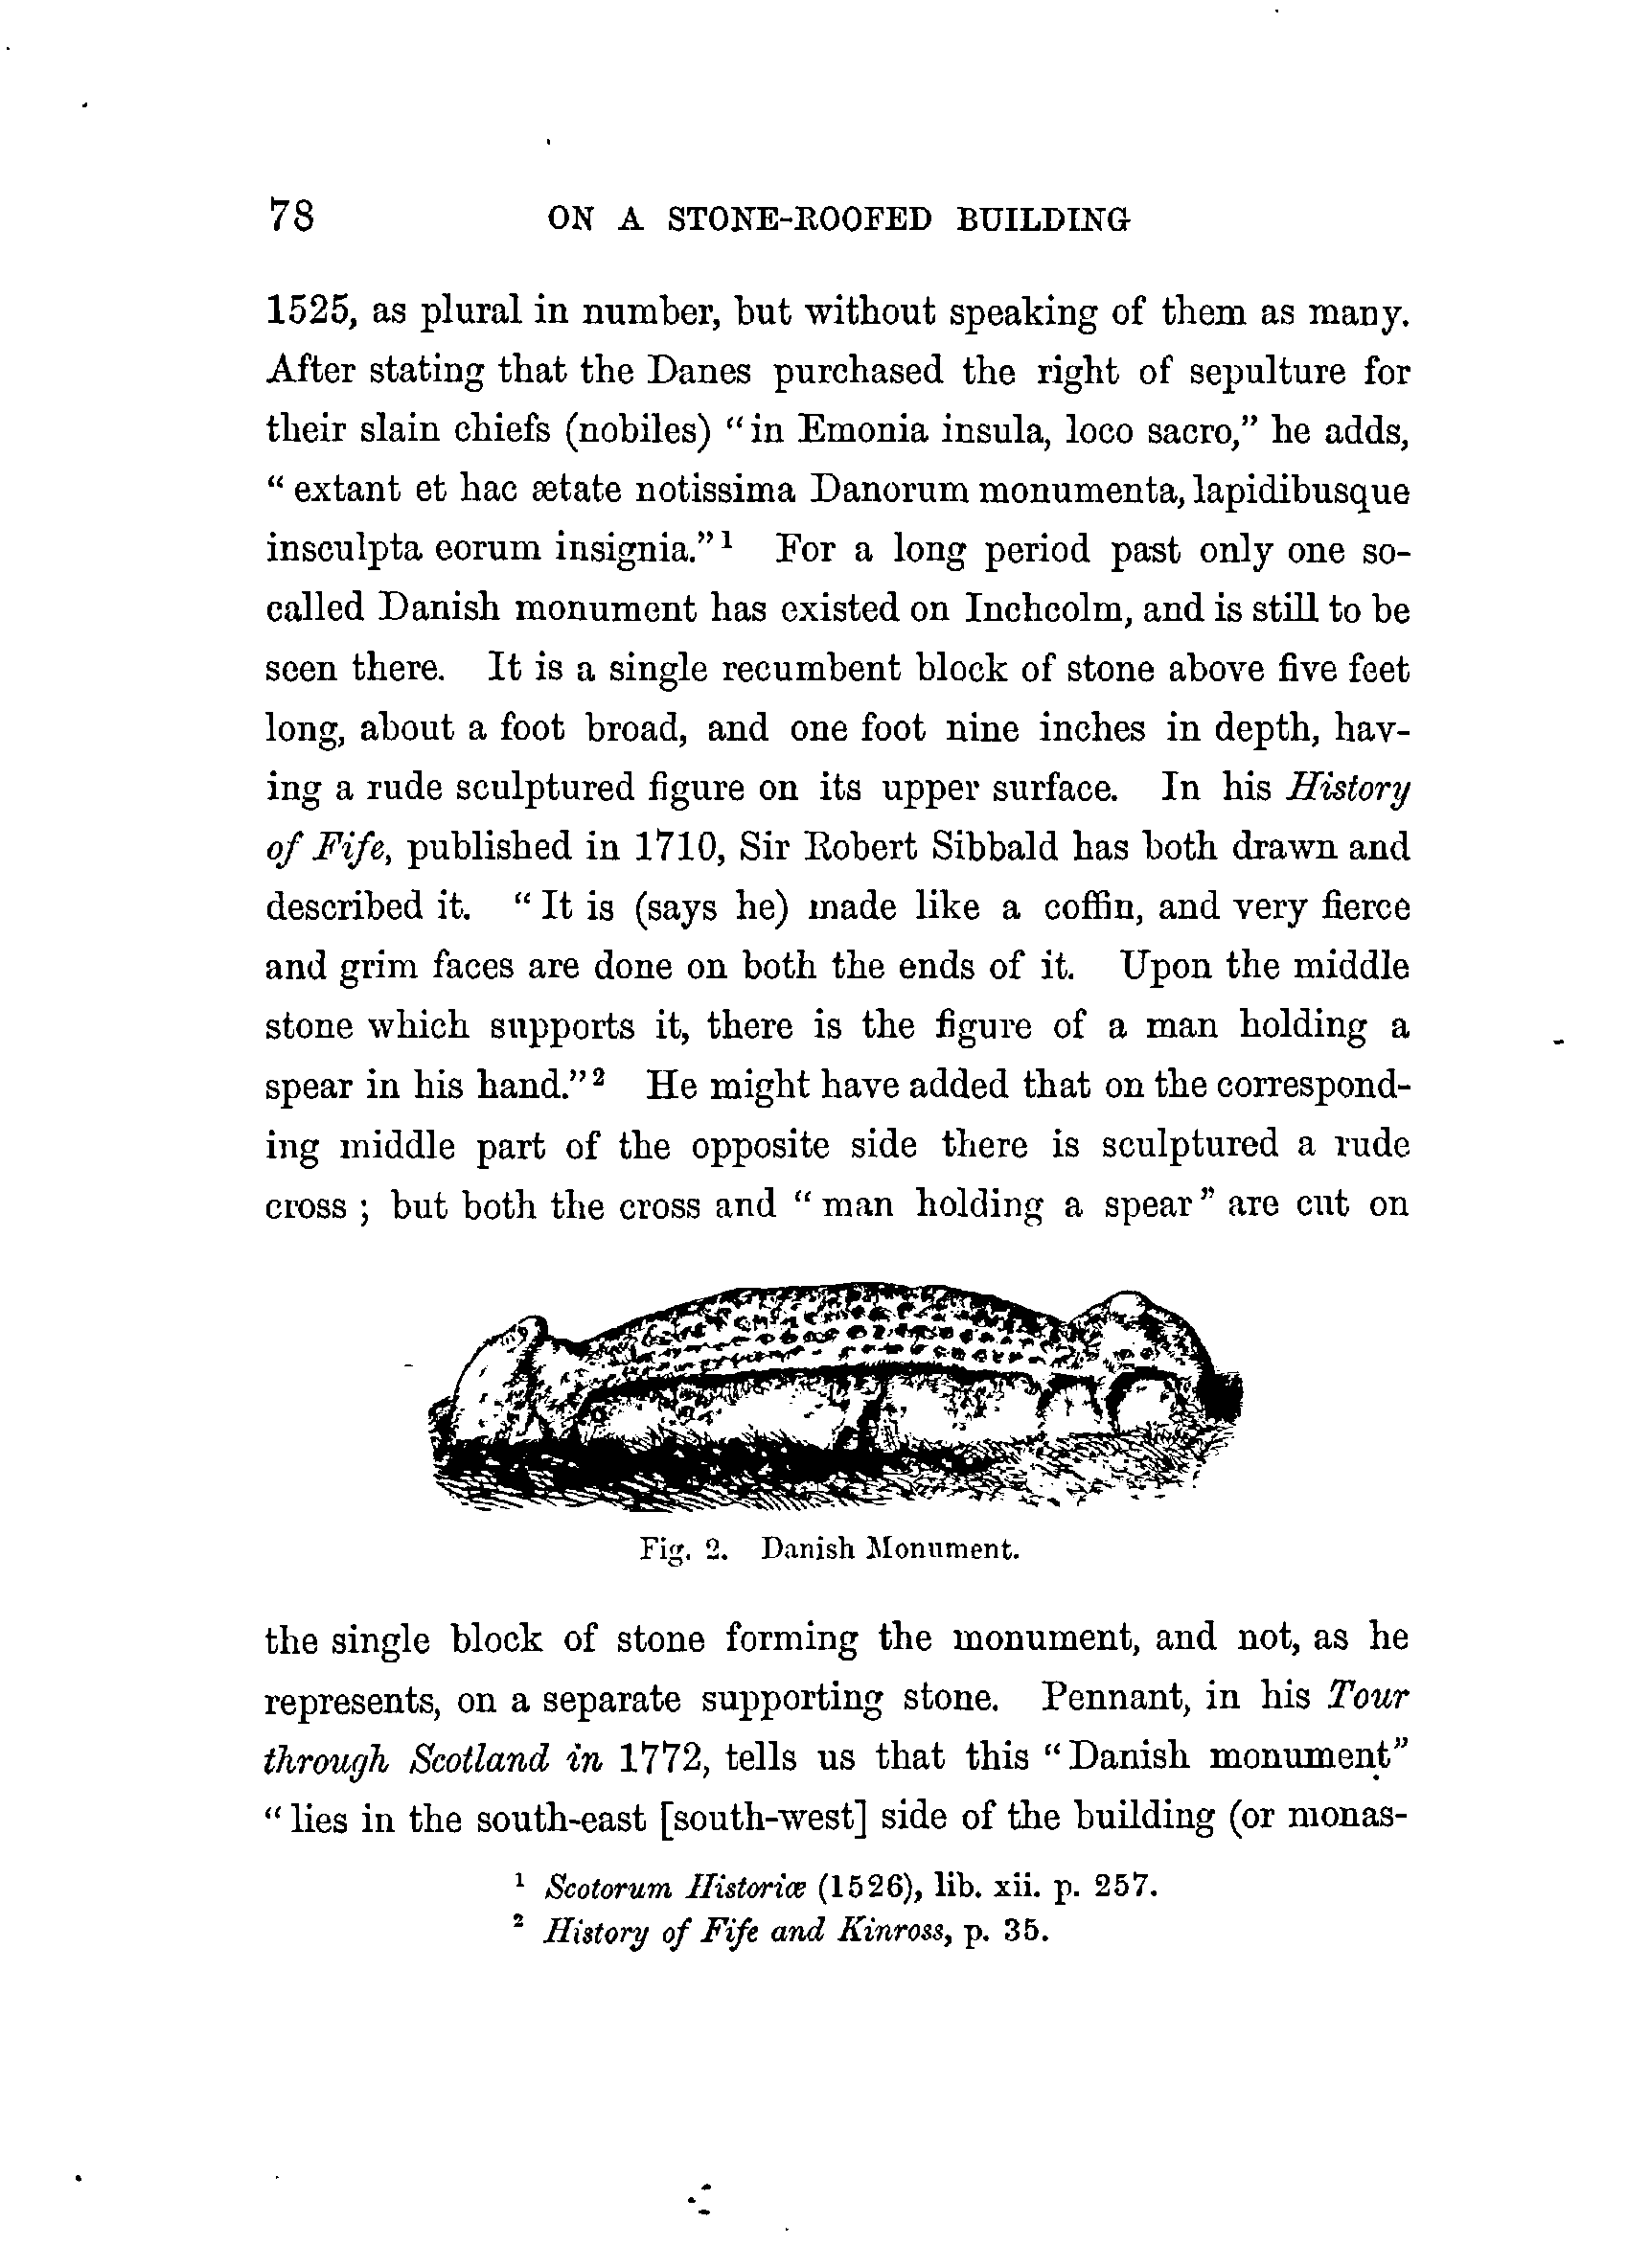 78 ON A STONE-ROOFED BUILDING
1525, as plural in number, but without speaking of them as many.
After stating that the Danes purchased the right of sepulture for
their slain chiefs (nobiles) “in Emonia insula, loco sacro,” he adds,
“extant et hac ætate notissima Danorum monumenta, lapidibusque
insculpta eorum insignia.”¹ For a long period past only one so-
called Danish monument has existed on Inchcolm, and is still to be
seen there. It is a single recumbent block of stone above five feet
long, about a foot broad, and one foot nine inches in depth, hav-
ing a rude sculptured figure on its upper surface. In his History
of Fife, published in 1710, Sir Robert Sibbald has both drawn and
described it. “It is (says he) made like a coffin, and very fierce
and grim faces are done on both the ends of it. Upon the middle
stone which supports it, there is the figure of a man holding a
spear in his hand.”² He might have added that on the correspond-
ing middle part of the opposite side there is sculptured a rude
cross ; but both the cross and “man holding a spear” are cut on
Fig. 2. Danish Monument.
the single block of stone forming the monument, and not, as he
represents, on a separate supporting stone. Pennant, in his Tour
through Scotland in 1772, tells us that this “Danish monument”
“lies in the south-east [south-west] side of the building (or monas-
¹ Scotorum Historiæ (1526), lib. xii. p. 257.
² History of Fife and Kinross, p. 35.